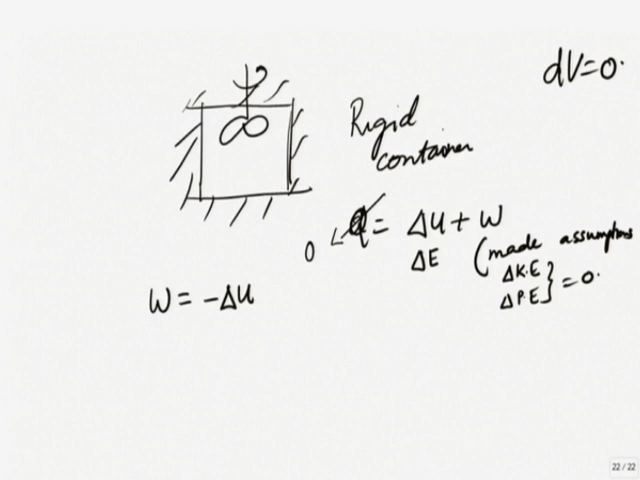 dV=0.
Rigid
container
0 ← Q = ΔU + W
ΔE
(made assumptions
ΔK.E
ΔP.E } = 0.
W = -ΔU
22 / 22